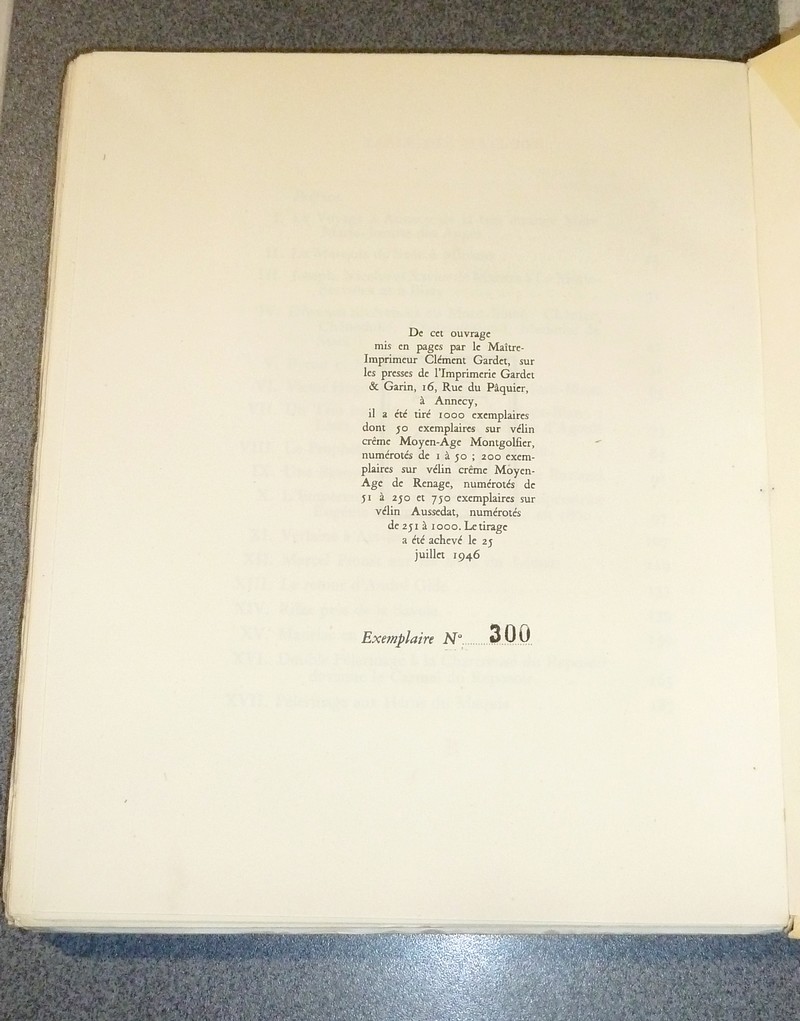 De cet ouvrage
mis en pages par le Maître-
Imprimeur Clément Gardet, sur
les presses de l'Imprimerie Gardet
& Garin, 16, Rue du Pâquier,
à Annecy,
il a été tiré 1000 exemplaires
dont 50 exemplaires sur vélin
crême Moyen-Age Montgolfier,
numérotés de 1 à 50 ; 200 exem-
plaires sur vélin crême Moyen-
Age de Renage, numérotés de
51 à 250 et 750 exemplaires sur
vélin Aussedat, numérotés
de 251 à 1000. Le tirage
a été achevé le 25
juillet 1946
Exemplaire N° 300